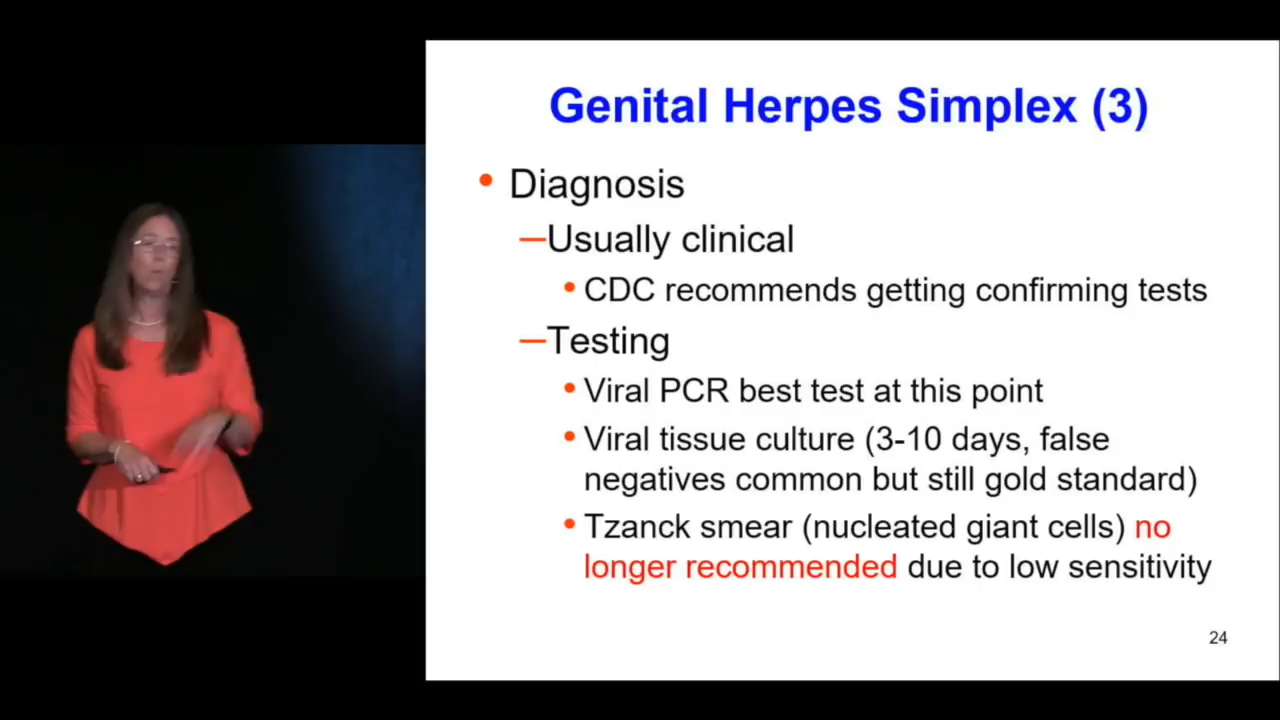 Genital Herpes Simplex (3)
• Diagnosis
–Usually clinical
• CDC recommends getting confirming tests
–Testing
• Viral PCR best test at this point
• Viral tissue culture (3-10 days, false
negatives common but still gold standard)
• Tzanck smear (nucleated giant cells) no
longer recommended due to low sensitivity
24